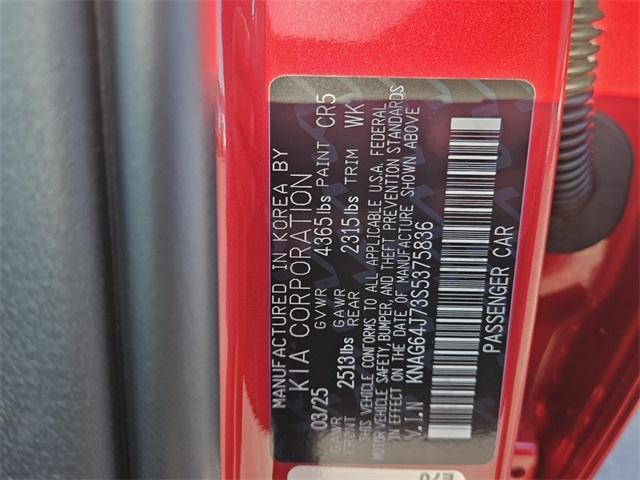 MANUFACTURED IN KOREA BY
KIA CORPORATION
03/25 GVWR 4365 lbs PAINT CR5
GAWR FRONT 2513 lbs GAWR REAR 2315 lbs TRIM WK
THIS VEHICLE CONFORMS TO ALL APPLICABLE U.S.A. FEDERAL
MOTOR VEHICLE SAFETY, BUMPER, AND THEFT PREVENTION STANDARDS
IN EFFECT ON THE DATE OF MANUFACTURE SHOWN ABOVE
V.I.N KNAG64J73S5375836
PASSENGER CAR
E70